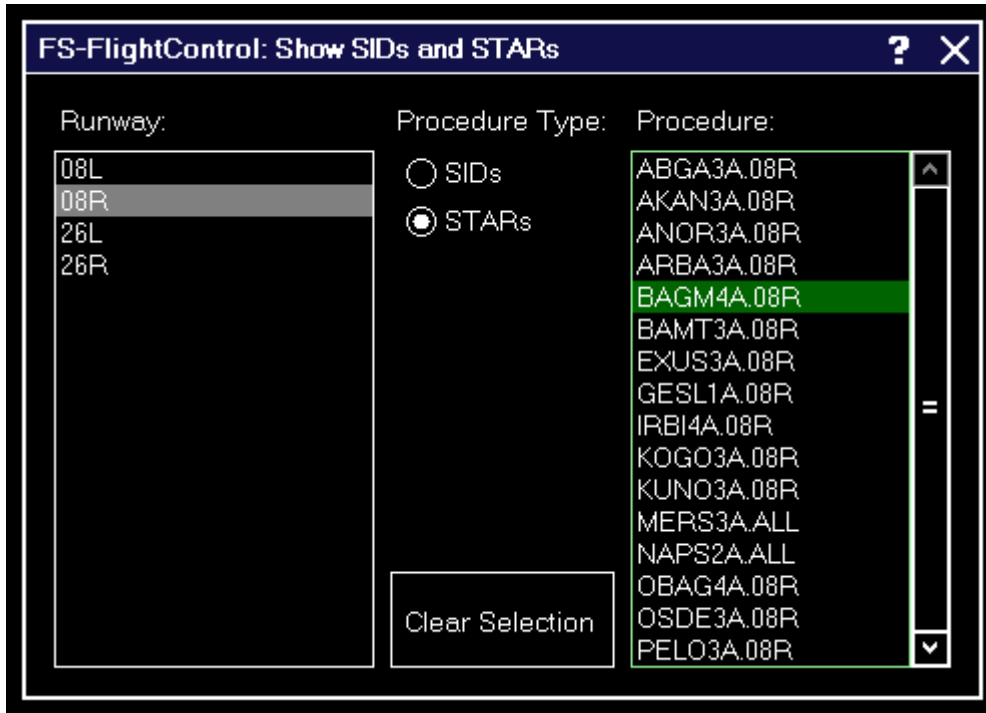 FS-FlightControl: Show SIDs and STARs
?
Runway:
08L
08R
26L
26R
Procedure Type:
SIDs
STARs
Clear Selection
Procedure:
ABGA3A.08R
AKAN3A.08R
ANOR3A.08R
ARBA3A.08R
BAGM4A.08R
BAMT3A.08R
EXUS3A.08R
GESL1A.08R
IRBI4A.08R
KOGO3A.08R
KUNO3A.08R
MERS3A.ALL
NAPS2A.ALL
OBAG4A.08R
OSDE3A.08R
PELO3A.08R